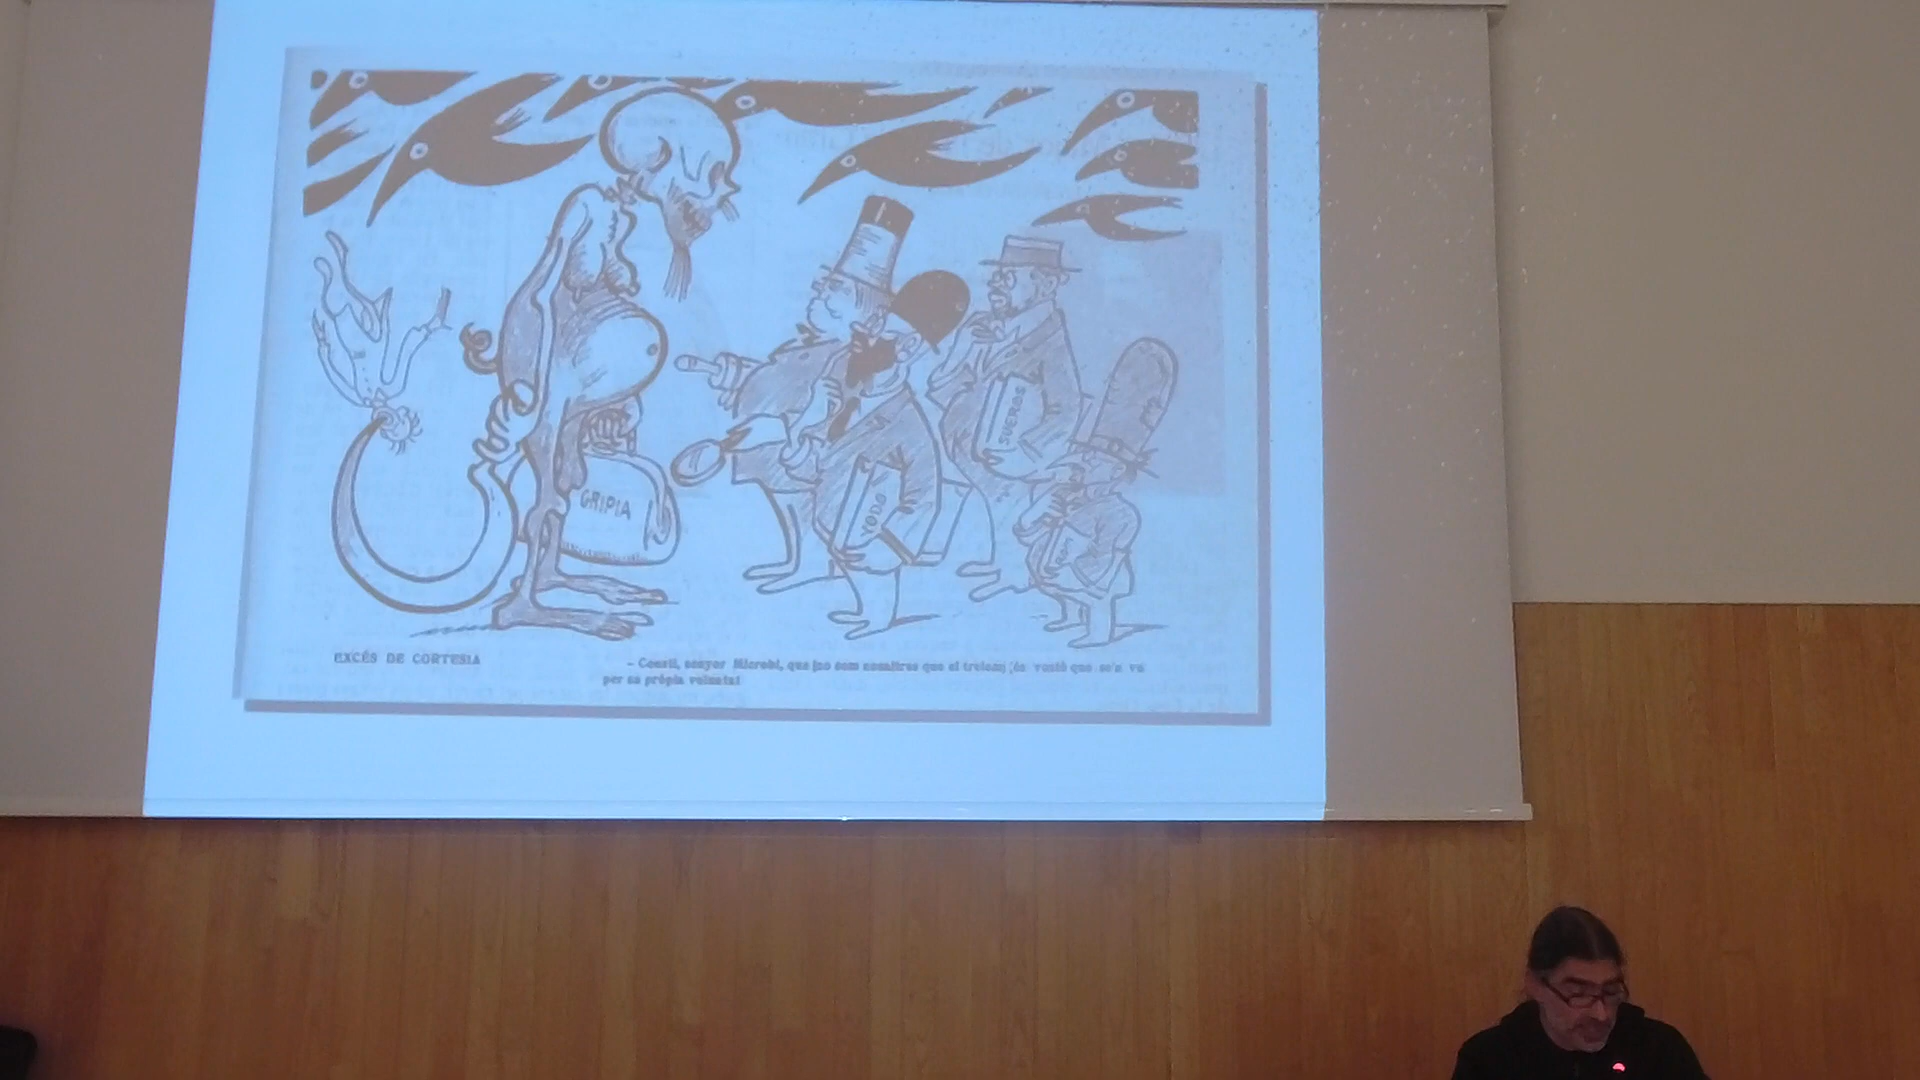 GRIPIA
SUEROS
YODO
EXCÉS DE CORTESIA
– Consti, senyor Microbi, que ¡no som nosaltres que el treiem; ¡és vostè que se'n va
per sa pròpia voluntat